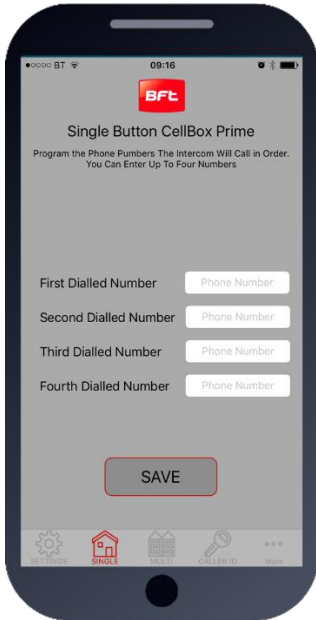 BT 09:16
BFt
Single Button CellBox Prime
Program the Phone Pumbers The Intercom Will Call in Order.
You Can Enter Up To Four Numbers
First Dialled Number Phone Number
Second Dialled Number Phone Number
Third Dialled Number Phone Number
Fourth Dialled Number Phone Number
SAVE
SETTINGS SINGLE MULTI CALLER ID More